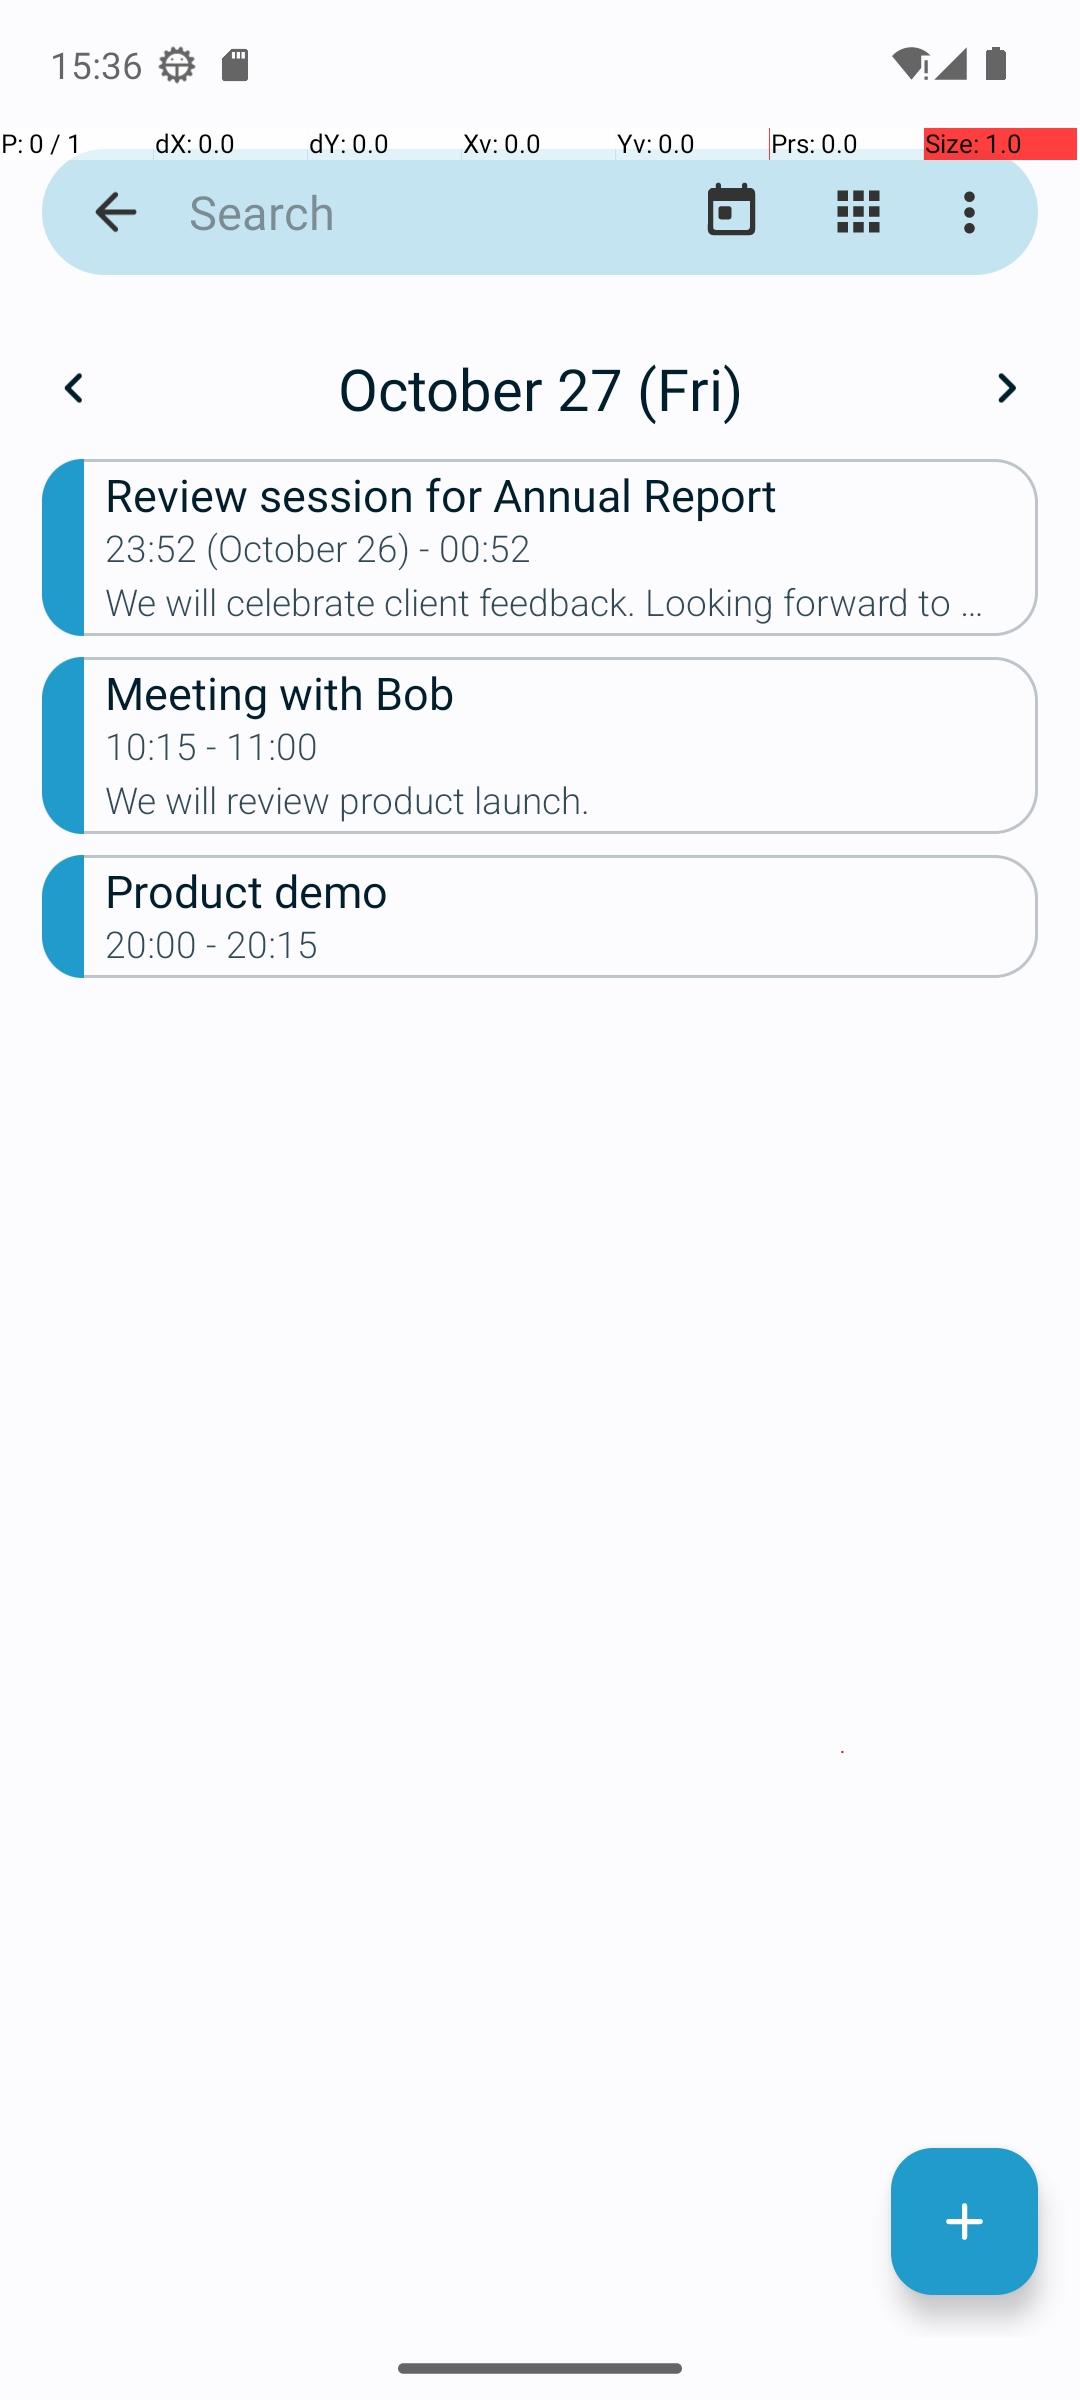 15:36
P: 0 / 1 dX: 0.0 dY: 0.0 Xv: 0.0 Yv: 0.0 Prs: 0.0 Size: 1.0
Search
October 27 (Fri)
Review session for Annual Report
23:52 (October 26) - 00:52
We will celebrate client feedback. Looking forward to ...
Meeting with Bob
10:15 - 11:00
We will review product launch.
Product demo
20:00 - 20:15